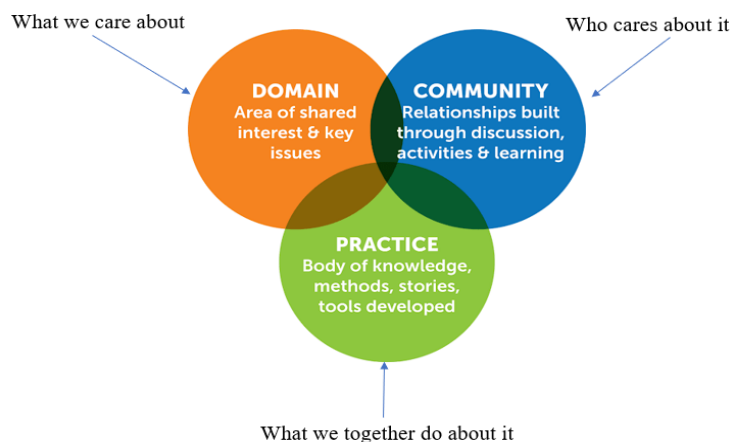 What we care about
Who cares about it
DOMAIN
Area of shared
interest & key
issues
COMMUNITY
Relationships built
through discussion,
activities & learning
PRACTICE
Body of knowledge,
methods, stories,
tools developed
What we together do about it